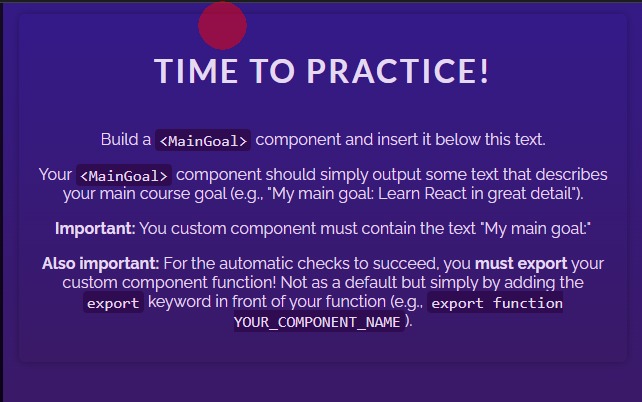 TIME TO PRACTICE!
Build a <MainGoal> component and insert it below this text.
Your <MainGoal> component should simply output some text that describes
your main course goal (e.g., "My main goal: Learn React in great detail").
Important: You custom component must contain the text "My main goal:"
Also important: For the automatic checks to succeed, you must export your
custom component function! Not as a default but simply by adding the
export keyword in front of your function (e.g., export function
YOUR_COMPONENT_NAME).